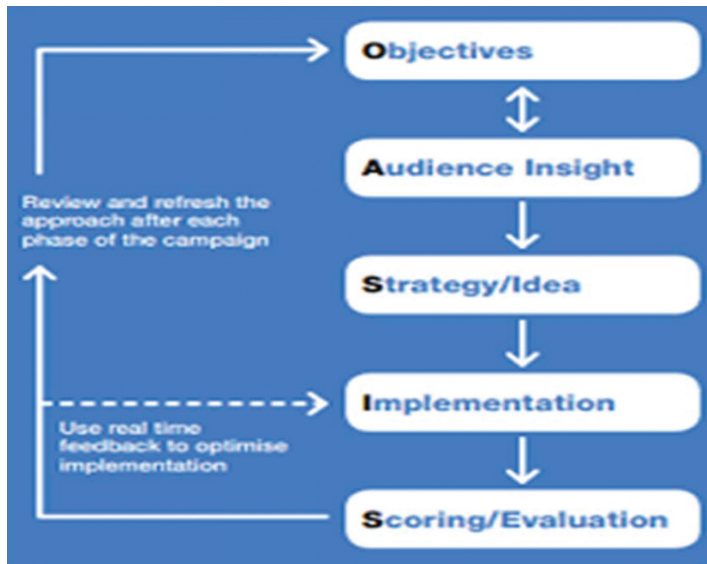 Objectives
Audience Insight
Review and refresh the
approach after each
phase of the campaign
Strategy/Idea
Implementation
Use real time
feedback to optimise
implementation
Scoring/Evaluation